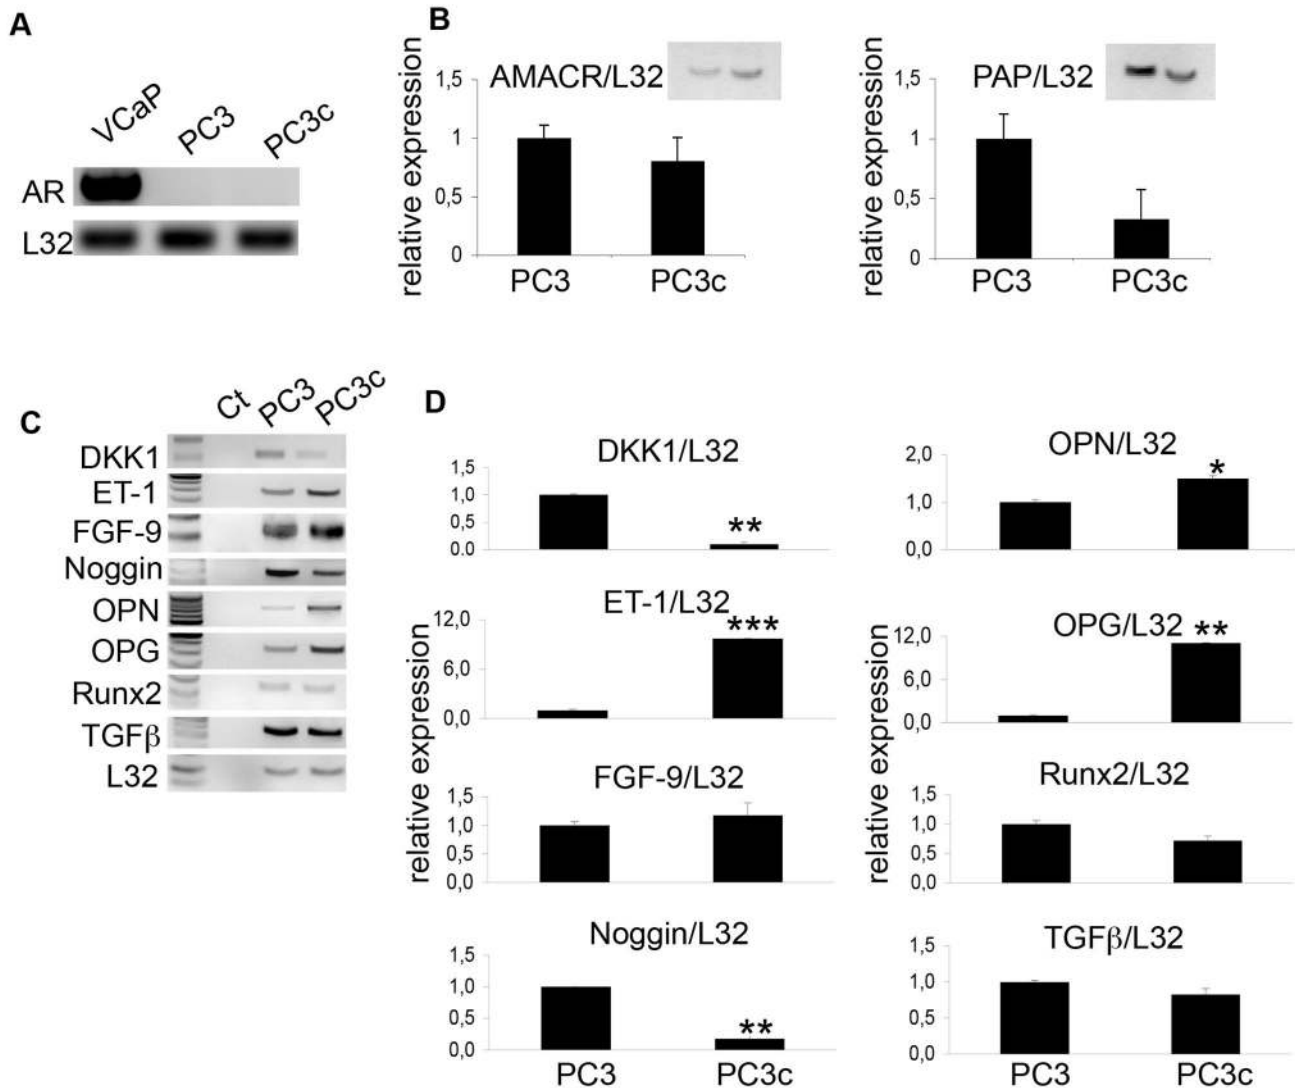 A
VCaP
PC3
PC3c
AR
L32
B
relative expression
AMACR/L32
1,5
1
0,5
0
PC3
PC3c
relative expression
PAP/L32
1,5
1
0,5
0
PC3
PC3c
C
Ct
PC3
PC3c
DKK1
ET-1
FGF-9
Noggin
OPN
OPG
Runx2
TGFβ
L32
D
relative expression
DKK1/L32
1,5
1,0
0,5
0.0
**
ET-1/L32
12,0
6,0
0,0
***
FGF-9/L32
1,5
1,0
0,5
0,0
Noggin/L32
1,5
1,0
0,5
0,0
**
PC3
PC3c
relative expression
OPN/L32
2,0
1,0
0,0
*
OPG/L32
12,0
6,0
0,0
**
Runx2/L32
1,5
1,0
0,5
0,0
TGFβ/L32
1,5
1,0
0,5
0,0
PC3
PC3c